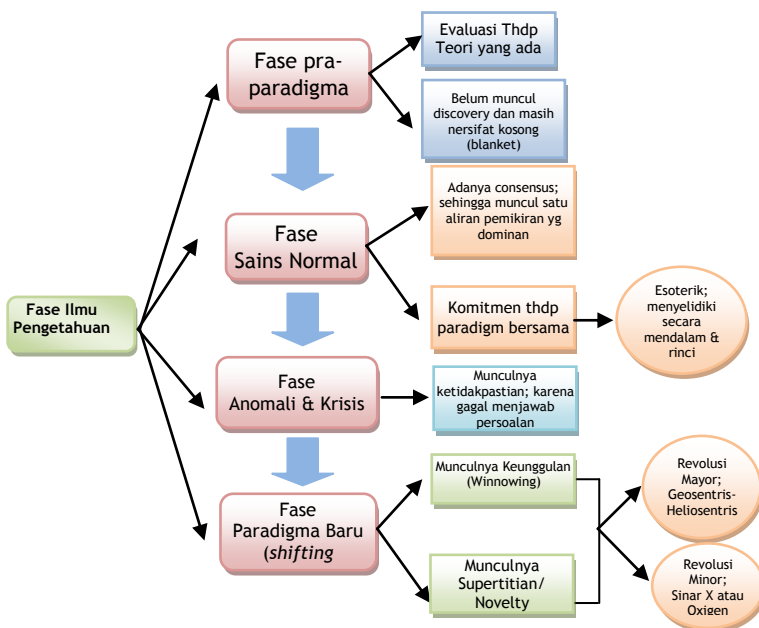 Fase Ilmu
Pengetahuan
Fase pra-
paradigma
Evaluasi Thdp
Teori yang ada
Belum muncul
discovery dan masih
nersifat kosong
(blanket)
Fase
Sains Normal
Adanya consensus;
sehingga muncul satu
aliran pemikiran yg
dominan
Komitmen thdp
paradigm bersama
Esoterik;
menyelidiki
secara
mendalam &
rinci
Fase
Anomali & Krisis
Munculnya
ketidakpastian; karena
gagal menjawab
persoalan
Fase
Paradigma Baru
(shifting
Munculnya Keunggulan
(Winnowing)
Munculnya
Supertitian/
Novelty
Revolusi
Mayor;
Geosentris-
Heliosentris
Revolusi
Minor;
Sinar X atau
Oxigen